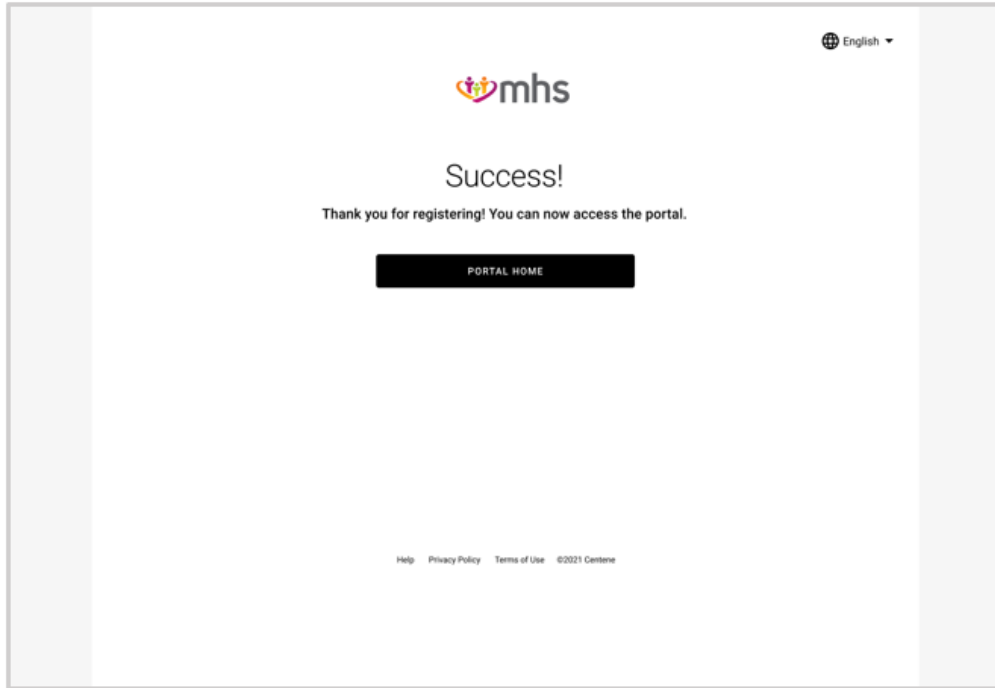 English
mhs
Success!
Thank you for registering! You can now access the portal.
PORTAL HOME
Help Privacy Policy Terms of Use ©2021 Centene